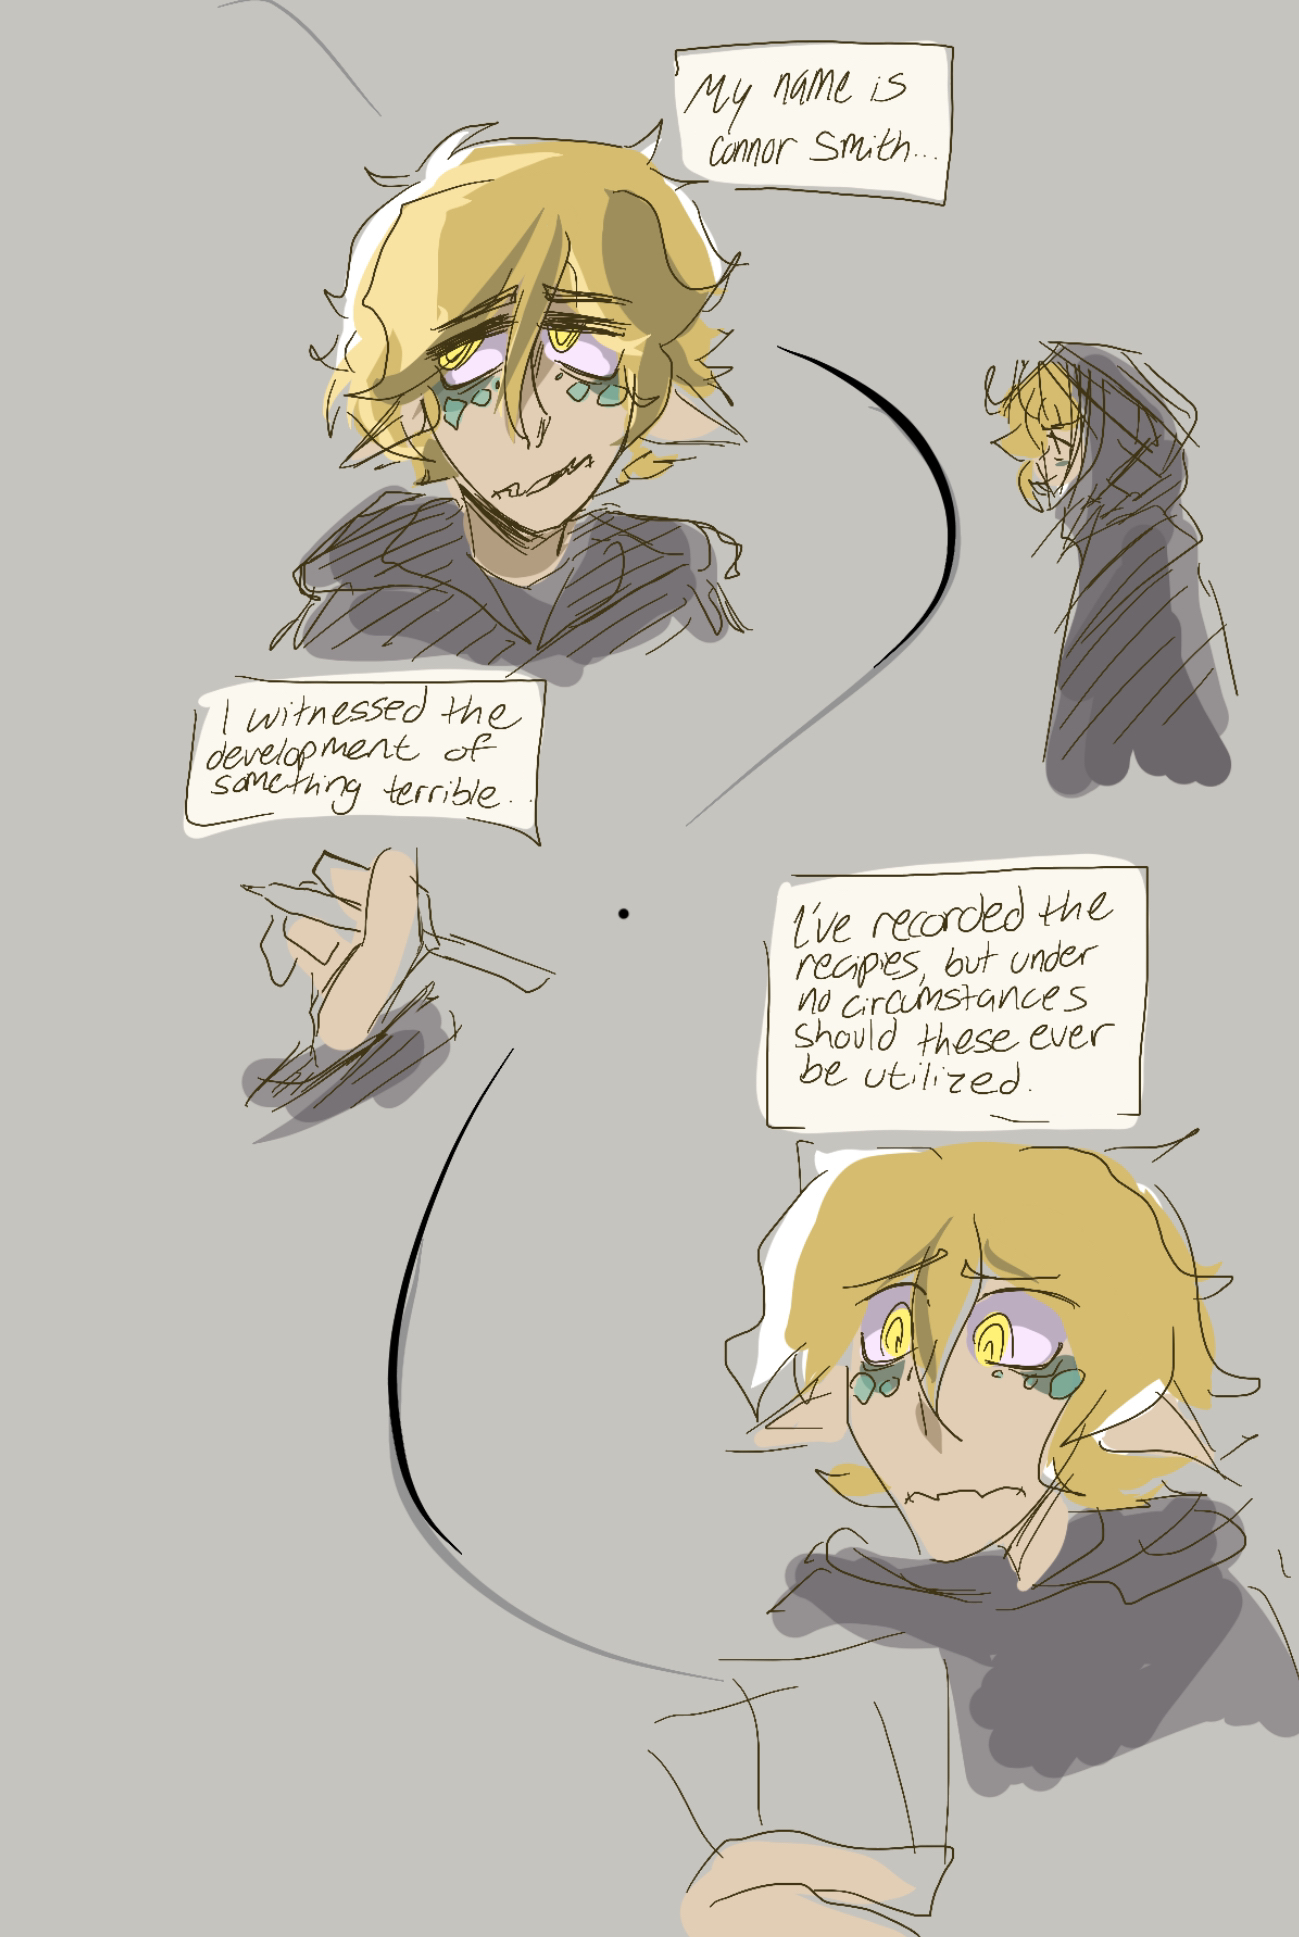 My name is
Connor Smith...
I witnessed the
development of
something terrible...
I've recorded the
recipies, but under
no circumstances
should these ever
be utilized.